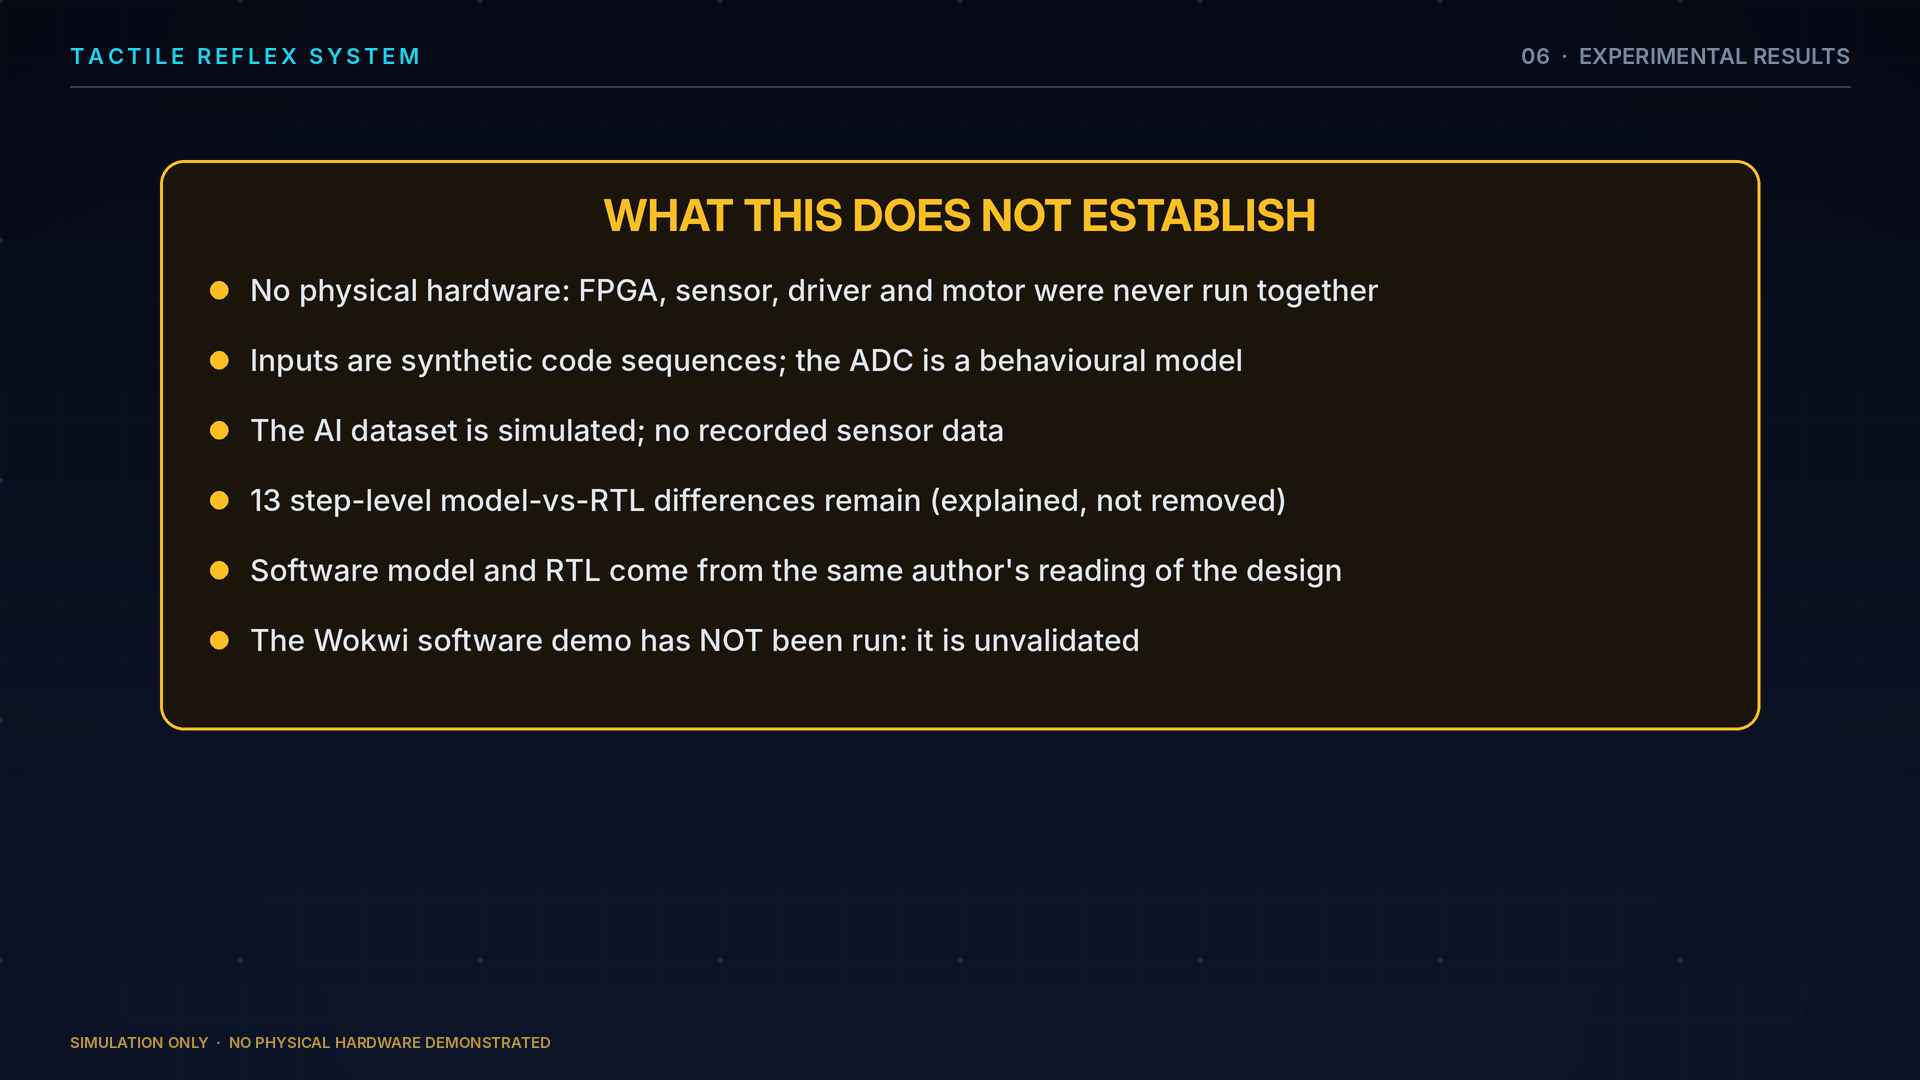 TACTILE REFLEX SYSTEM
06 · EXPERIMENTAL RESULTS
WHAT THIS DOES NOT ESTABLISH
No physical hardware: FPGA, sensor, driver and motor were never run together
Inputs are synthetic code sequences; the ADC is a behavioural model
The AI dataset is simulated; no recorded sensor data
13 step-level model-vs-RTL differences remain (explained, not removed)
Software model and RTL come from the same author's reading of the design
The Wokwi software demo has NOT been run: it is unvalidated
SIMULATION ONLY · NO PHYSICAL HARDWARE DEMONSTRATED